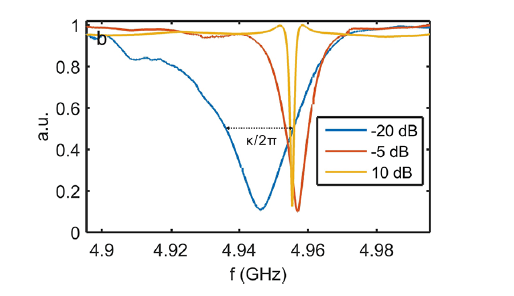 b
1
0.8
0.6
0.4
0.2
0
a.u.
κ/2π
-20 dB
-5 dB
10 dB
4.9 4.92 4.94 4.96 4.98
f (GHz)